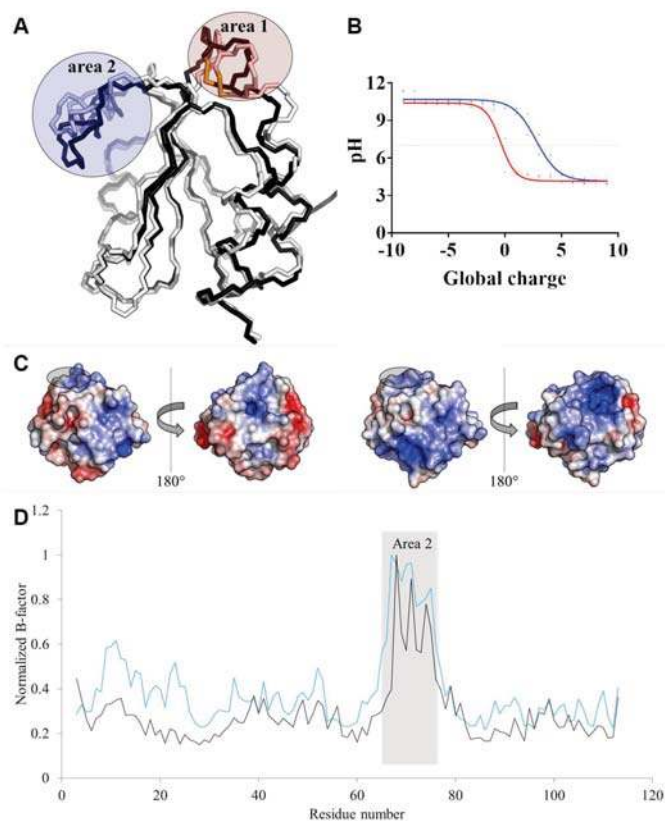 A
area 1
area 2
B
12
9
pH
6
3
0
-10
-5
0
5
10
Global charge
C
180°
180°
D
1.2
1
0.8
0.6
0.4
0.2
0
Normalized B-factor
Area 2
0
20
40
60
80
100
120
Residue number